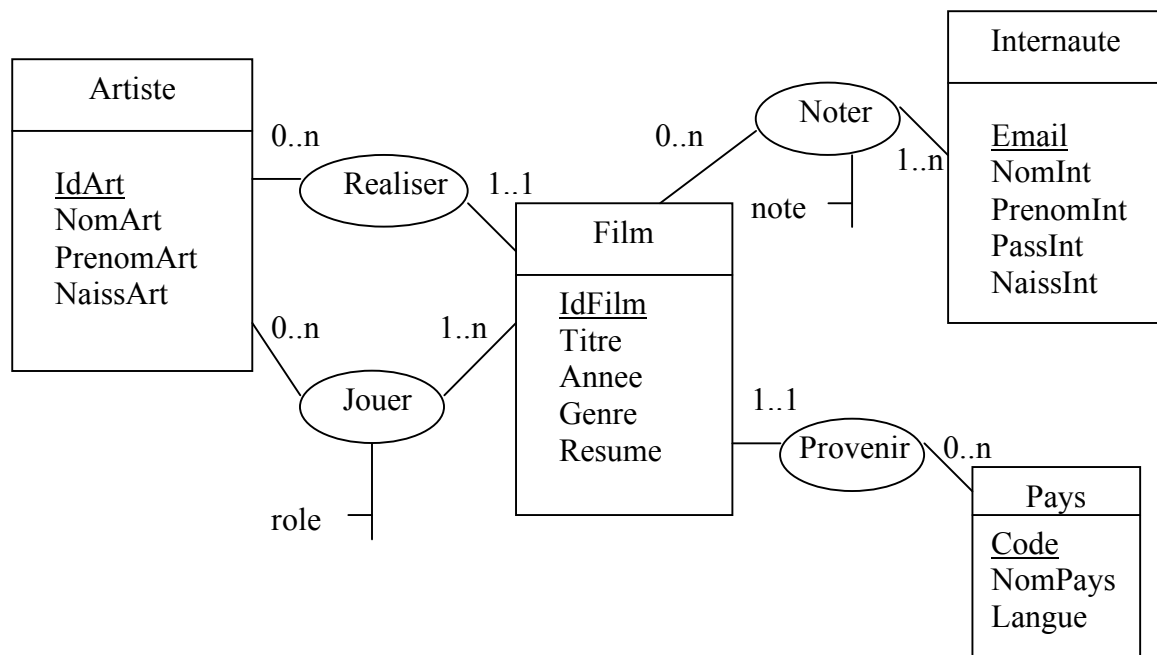 Artiste
IdArt
NomArt
PrenomArt
NaissArt
0..n
Realiser
1..1
0..n
Jouer
1..n
role
Film
IdFilm
Titre
Annee
Genre
Resume
0..n
Noter
1..n
note
Internaute
Email
NomInt
PrenomInt
PassInt
NaissInt
1..1
Provenir
0..n
Pays
Code
NomPays
Langue